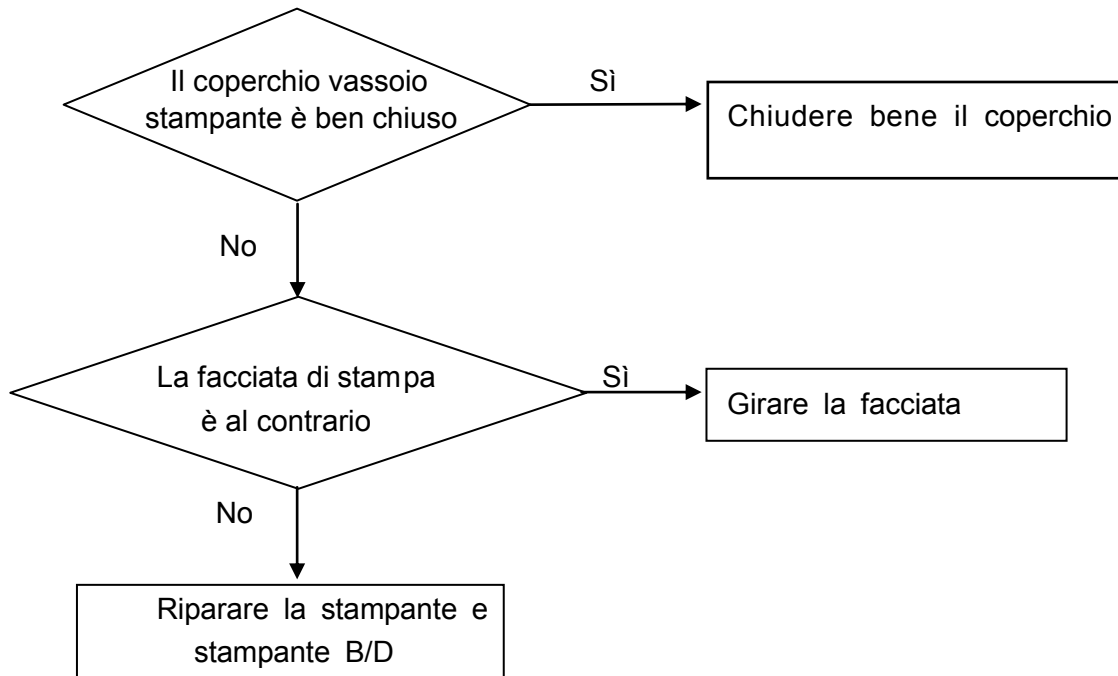 Il coperchio vassoio
stampante è ben chiuso
Sì
Chiudere bene il coperchio
No
La facciata di stampa
è al contrario
Sì
Girare la facciata
No
Riparare la stampante e
stampante B/D